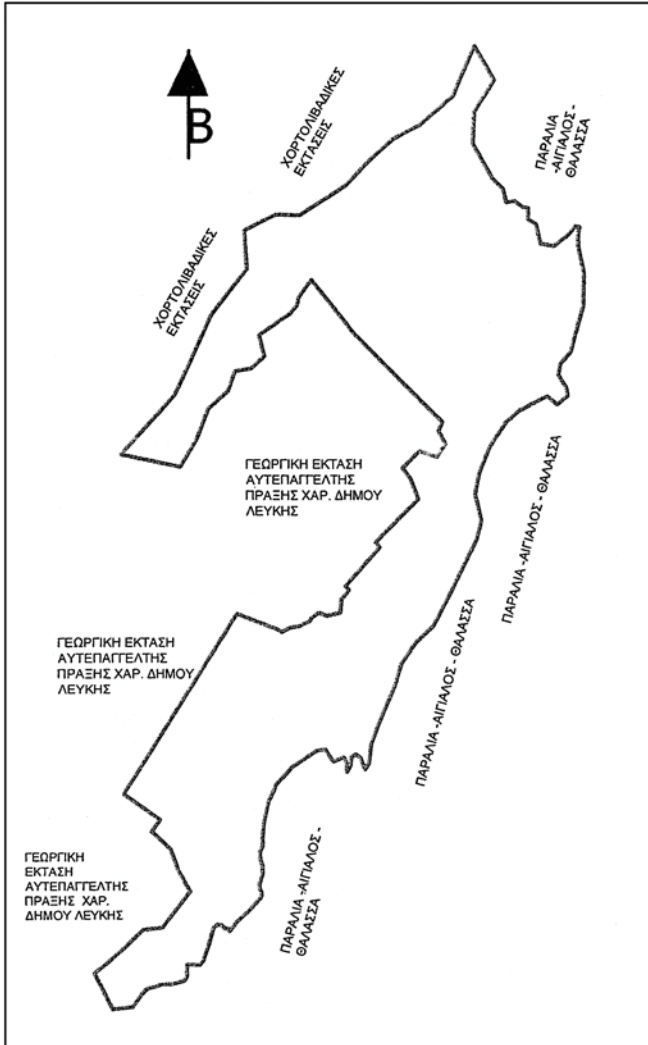 Β
ΧΟΡΤΟΛΙΒΑΔΙΚΕΣ
ΕΚΤΑΣΕΙΣ
ΠΑΡΑΛΙΑ
-ΑΙΓΙΑΛΟΣ-
ΘΑΛΑΣΣΑ
ΧΟΡΤΟΛΙΒΑΔΙΚΕΣ
ΕΚΤΑΣΕΙΣ
ΓΕΩΡΓΙΚΗ ΕΚΤΑΣΗ
ΑΥΤΕΠΑΓΓΕΛΤΗΣ
ΠΡΑΞΗΣ ΧΑΡ. ΔΗΜΟΥ
ΛΕΥΚΗΣ
ΠΑΡΑΛΙΑ -ΑΙΓΙΑΛΟΣ - ΘΑΛΑΣΣΑ
ΓΕΩΡΓΙΚΗ ΕΚΤΑΣΗ
ΑΥΤΕΠΑΓΓΕΛΤΗΣ
ΠΡΑΞΗΣ ΧΑΡ. ΔΗΜΟΥ
ΛΕΥΚΗΣ
ΠΑΡΑΛΙΑ -ΑΙΓΙΑΛΟΣ - ΘΑΛΑΣΣΑ
ΓΕΩΡΓΙΚΗ
ΕΚΤΑΣΗ
ΑΥΤΕΠΑΓΓΕΛΤΗΣ
ΠΡΑΞΗΣ ΧΑΡ.
ΔΗΜΟΥ ΛΕΥΚΗΣ
ΠΑΡΑΛΙΑ -ΑΙΓΙΑΛΟΣ -
ΘΑΛΑΣΣΑ